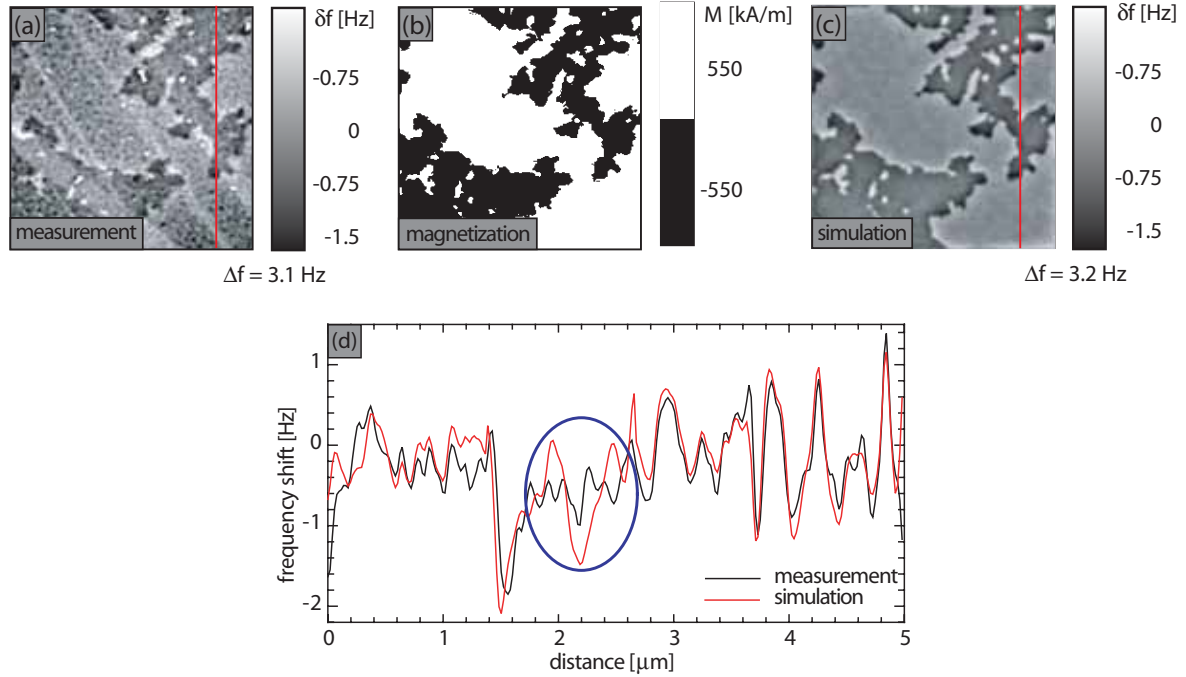 (a)
measurement
δf [Hz]
-0.75
0
-0.75
-1.5
Δf = 3.1 Hz
(b)
magnetization
M [kA/m]
550
-550
(c)
simulation
δf [Hz]
-0.75
0
-0.75
-1.5
Δf = 3.2 Hz
(d)
frequency shift [Hz]
1
0
-1
-2
0
1
2
3
4
5
distance [μm]
measurement
simulation